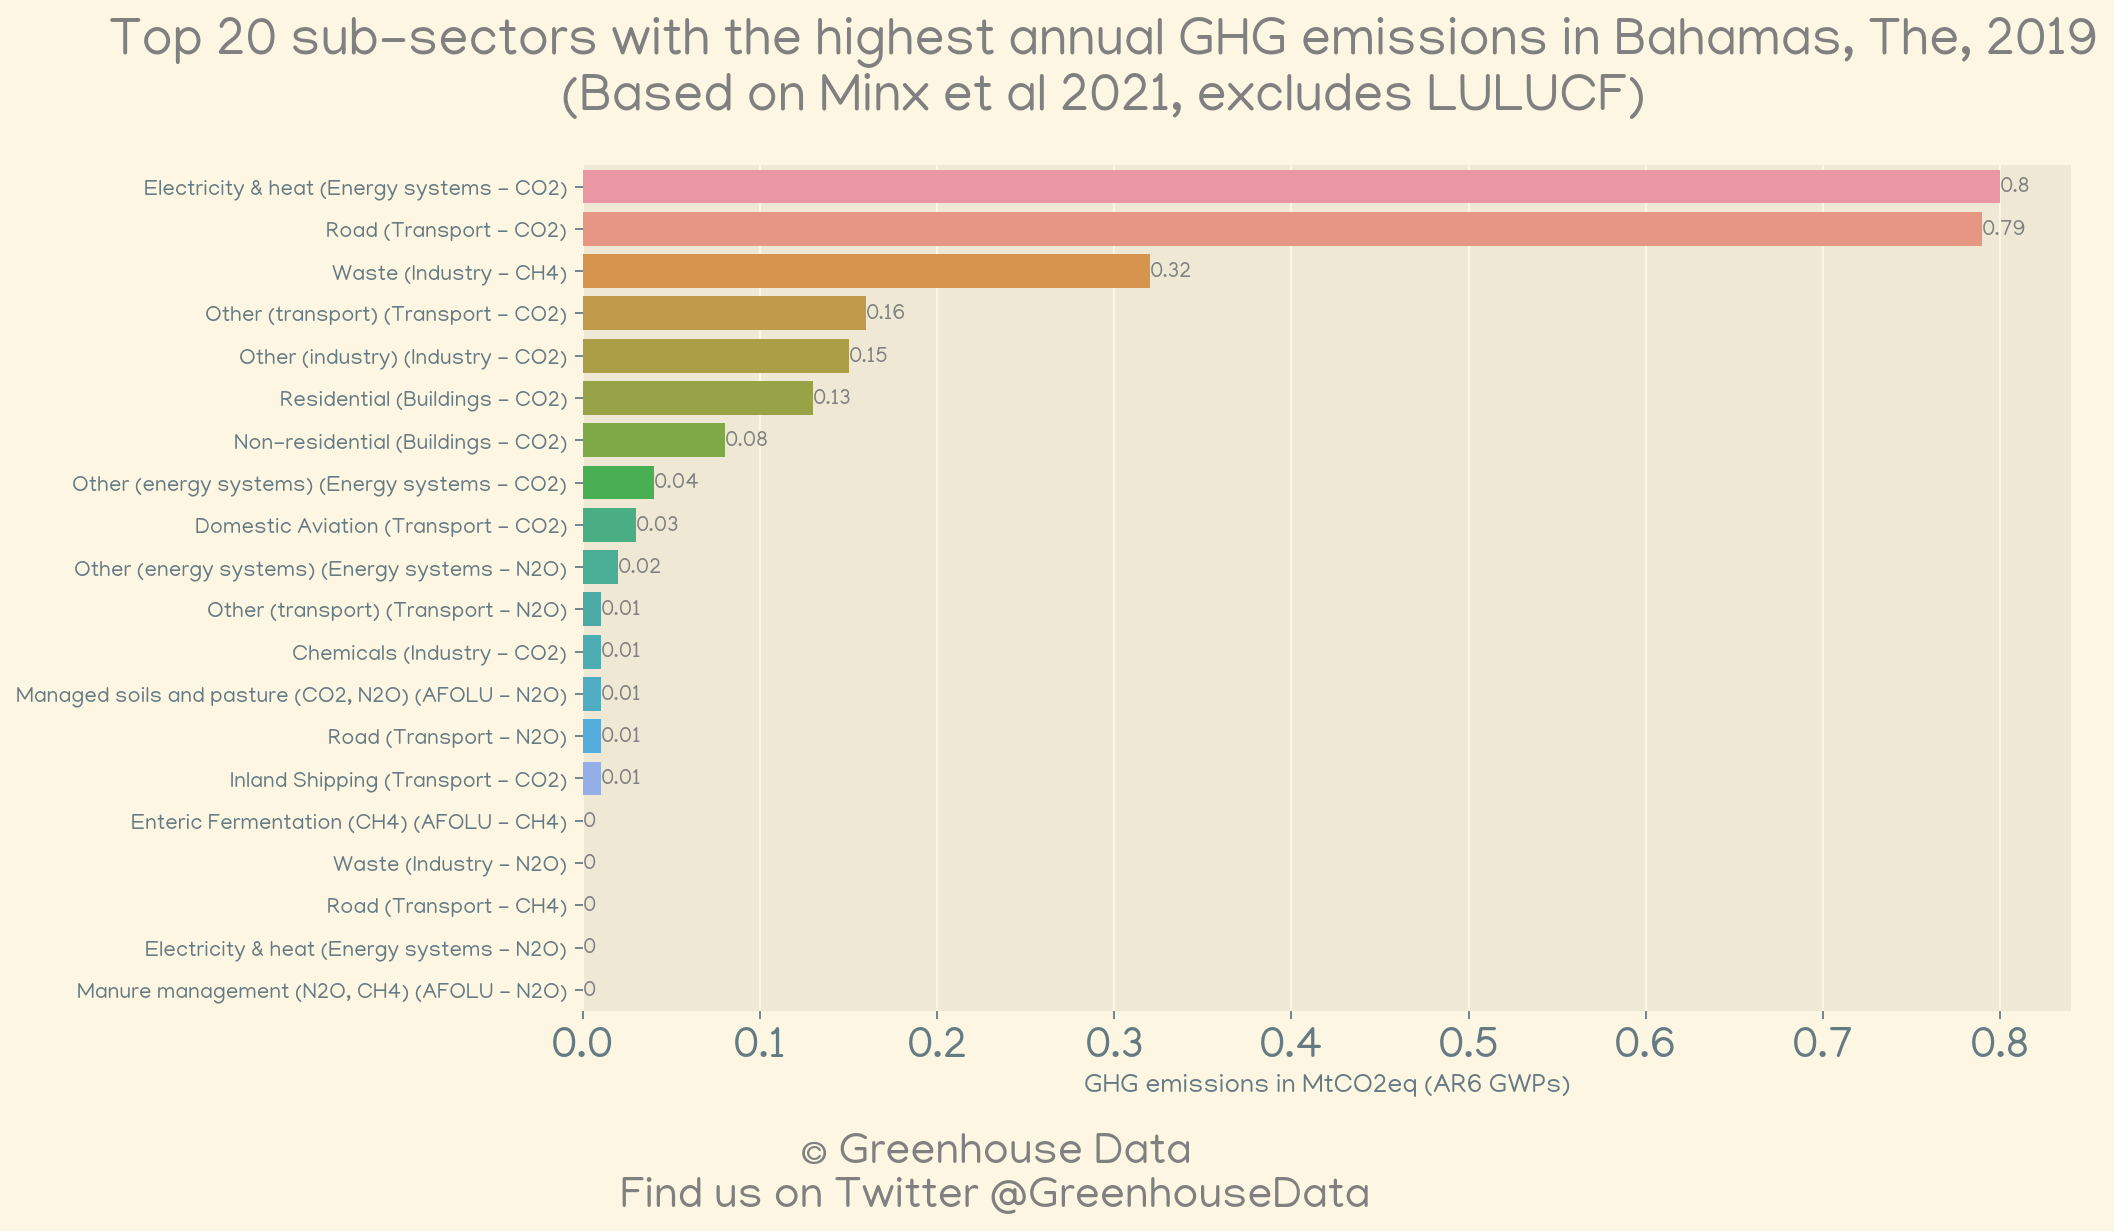 Top 20 sub-sectors with the highest annual GHG emissions in Bahamas, The, 2019
(Based on Minx et al 2021, excludes LULUCF)
Electricity & heat (Energy systems - CO2) 0.8
Road (Transport - CO2) 0.79
Waste (Industry - CH4) 0.32
Other (transport) (Transport - CO2) 0.16
Other (industry) (Industry - CO2) 0.15
Residential (Buildings - CO2) 0.13
Non-residential (Buildings - CO2) 0.08
Other (energy systems) (Energy systems - CO2) 0.04
Domestic Aviation (Transport - CO2) 0.03
Other (energy systems) (Energy systems - N2O) 0.02
Other (transport) (Transport - N2O) 0.01
Chemicals (Industry - CO2) 0.01
Managed soils and pasture (CO2, N2O) (AFOLU - N2O) 0.01
Road (Transport - N2O) 0.01
Inland Shipping (Transport - CO2) 0.01
Enteric Fermentation (CH4) (AFOLU - CH4) 0
Waste (Industry - N2O) 0
Road (Transport - CH4) 0
Electricity & heat (Energy systems - N2O) 0
Manure management (N2O, CH4) (AFOLU - N2O) 0
0.0 0.1 0.2 0.3 0.4 0.5 0.6 0.7 0.8
GHG emissions in MtCO2eq (AR6 GWPs)
© Greenhouse Data
Find us on Twitter @GreenhouseData